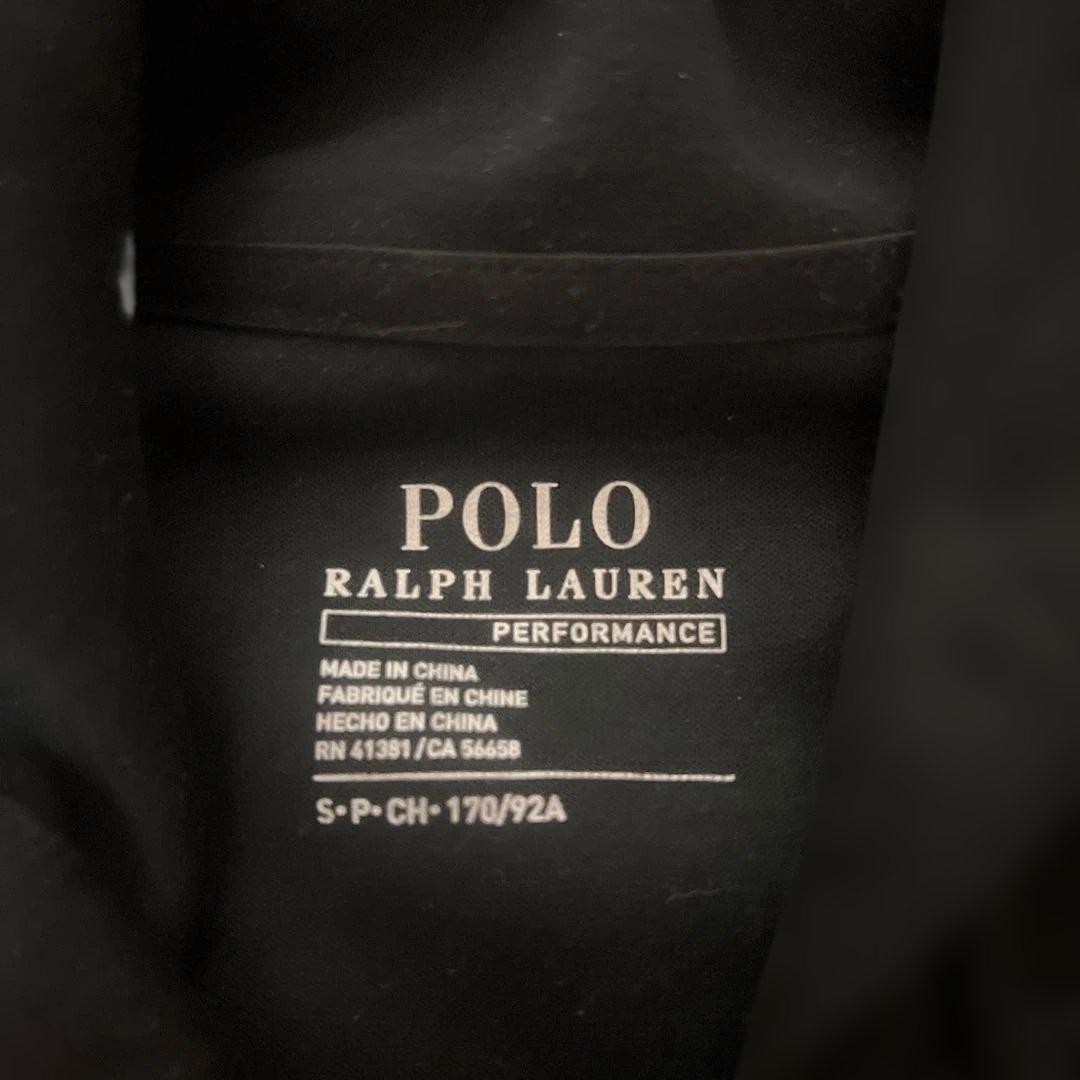 POLO
RALPH LAUREN
PERFORMANCE
MADE IN CHINA
FABRIQUÉ EN CHINE
HECHO EN CHINA
RN 41381/CA 56658
S•P•CH•170/92A